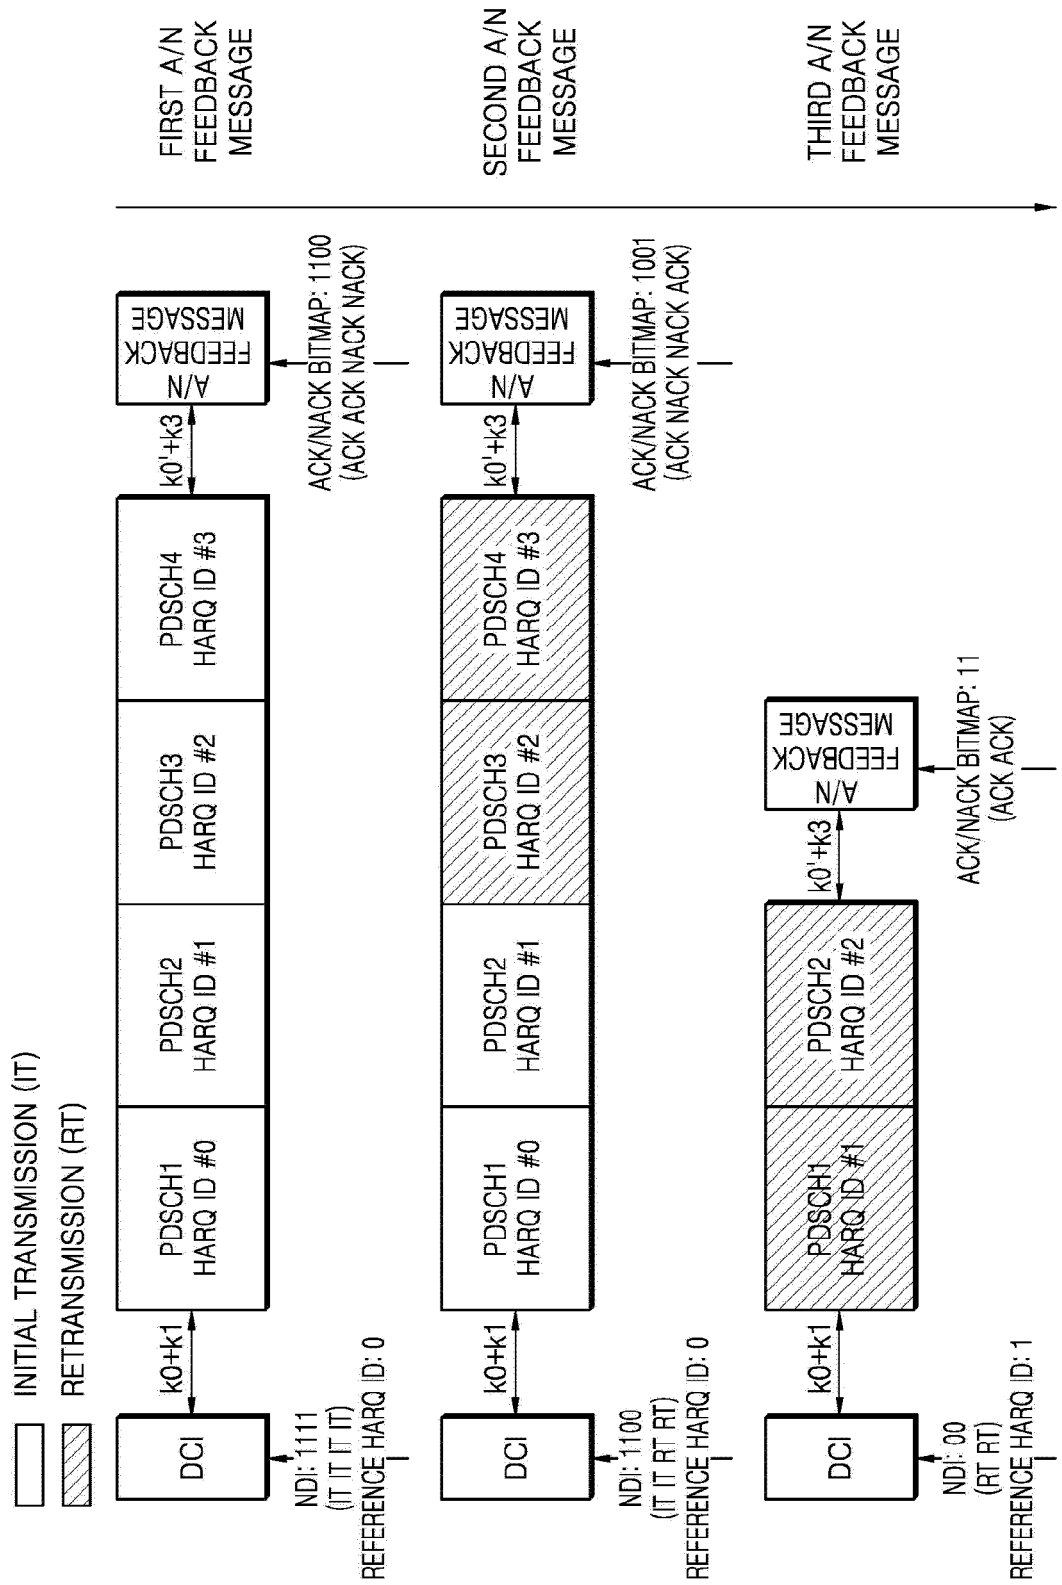 INITIAL TRANSMISSION (IT)
RETRANSMISSION (RT)
DCI
k0+k1
PDSCH1
HARQ ID #0
PDSCH2
HARQ ID #1
PDSCH3
HARQ ID #2
PDSCH4
HARQ ID #3
k0'+k3
A/N
FEEDBACK
MESSAGE
FIRST A/N
FEEDBACK
MESSAGE
NDI: 1111
(IT IT IT IT)
REFERENCE HARQ ID: 0
ACK/NACK BITMAP: 1100
(ACK ACK NACK NACK)
DCI
k0+k1
PDSCH1
HARQ ID #0
PDSCH2
HARQ ID #1
PDSCH3
HARQ ID #2
PDSCH4
HARQ ID #3
k0'+k3
A/N
FEEDBACK
MESSAGE
SECOND A/N
FEEDBACK
MESSAGE
NDI: 1100
(IT IT RT RT)
REFERENCE HARQ ID: 0
ACK/NACK BITMAP: 1001
(ACK NACK NACK ACK)
DCI
k0+k1
PDSCH1
HARQ ID #1
PDSCH2
HARQ ID #2
k0'+k3
A/N
FEEDBACK
MESSAGE
THIRD A/N
FEEDBACK
MESSAGE
NDI: 00
(RT RT)
REFERENCE HARQ ID: 1
ACK/NACK BITMAP: 11
(ACK ACK)